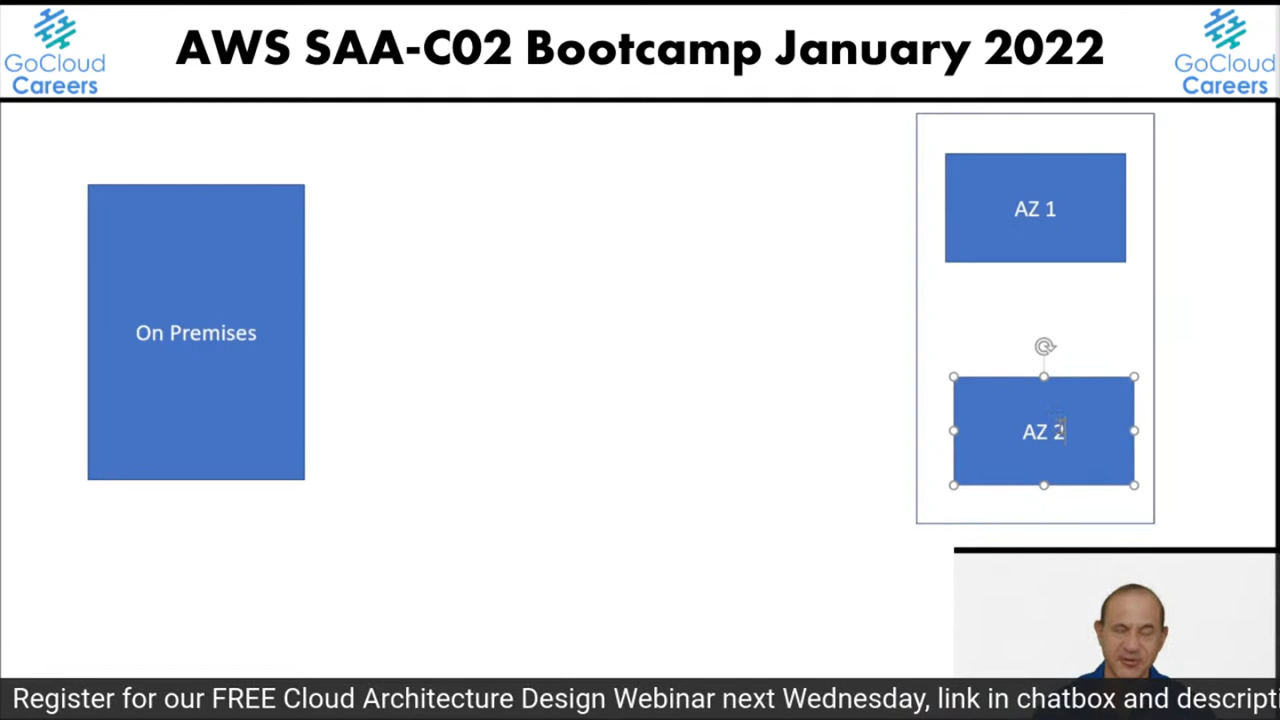 GoCloud
Careers
AWS SAA-C02 Bootcamp January 2022
GoCloud
Careers
On Premises
AZ 1
AZ 2
Register for our FREE Cloud Architecture Design Webinar next Wednesday, link in chatbox and descripti